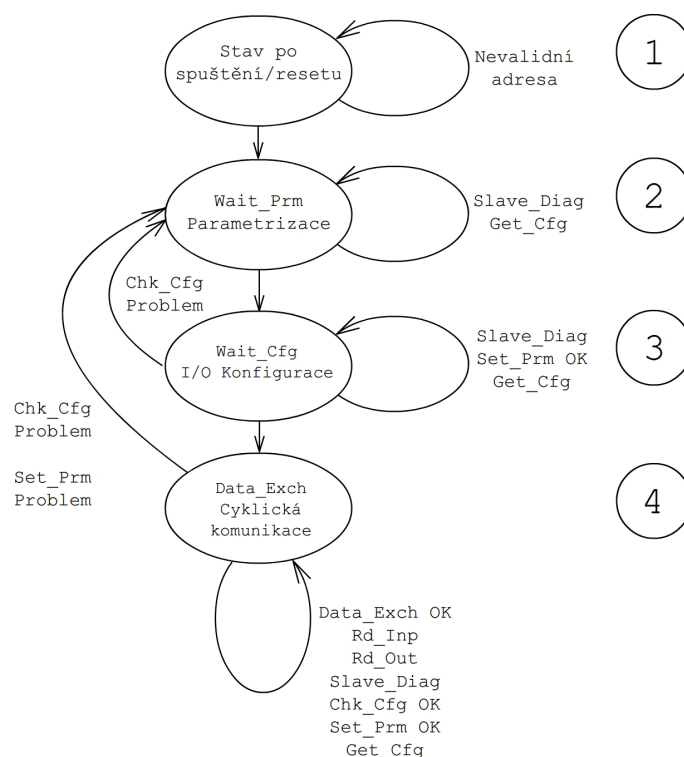 Stav po
spuštění/resetu
Nevalidní
adresa
1
Wait_Prm
Parametrizace
Slave_Diag
Get_Cfg
2
Chk_Cfg
Problem
Wait_Cfg
I/O Konfigurace
Slave_Diag
Set_Prm OK
Get_Cfg
3
Chk_Cfg
Problem
Set_Prm
Problem
Data_Exch
Cyklická
komunikace
4
Data_Exch OK
Rd_Inp
Rd_Out
Slave_Diag
Chk_Cfg OK
Set_Prm OK
Get Cfg